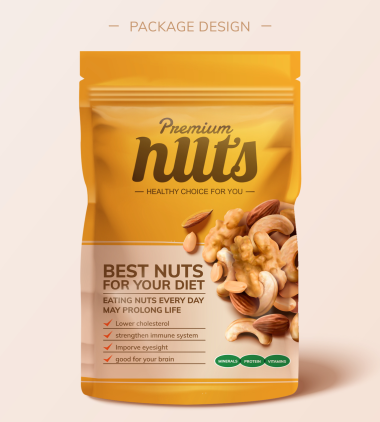 — PACKAGE DESIGN —
Premium
nuts
— HEALTHY CHOICE FOR YOU —
BEST NUTS
FOR YOUR DIET
EATING NUTS EVERY DAY
MAY PROLONG LIFE
✓ Lower cholesterol
✓ strengthen immune system
✓ Imporve eyesight
✓ good for your brain
MINERALS PROTEIN VITAMINS